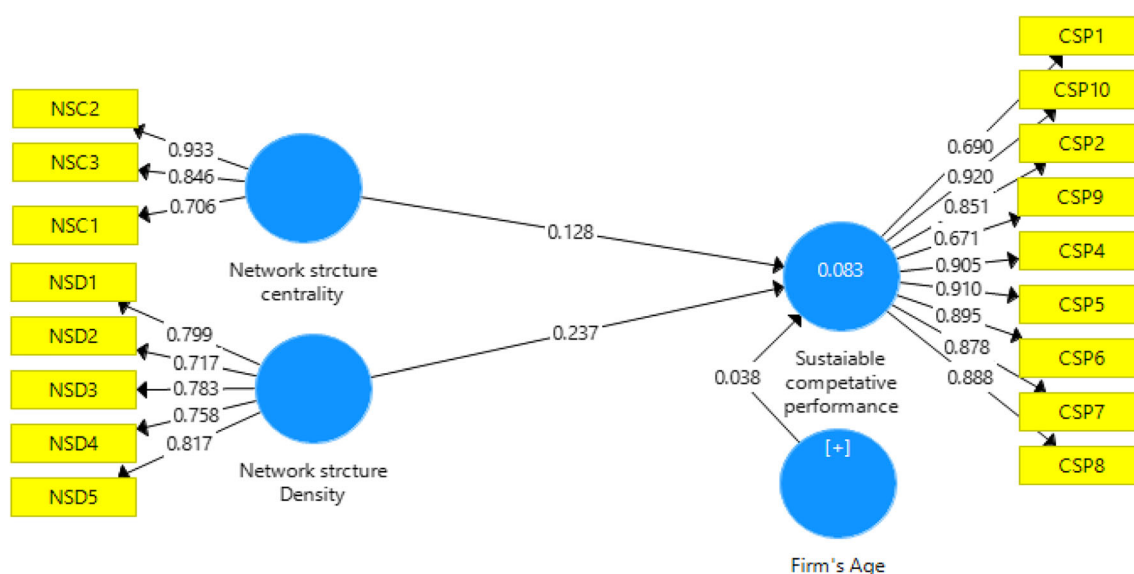 NSC2
NSC3
NSC1
0.933
0.846
0.706
Network strcture
centrality
NSD1
NSD2
NSD3
NSD4
NSD5
0.799
0.717
0.783
0.758
0.817
Network strcture
Density
0.128
0.237
0.038
0.083
Sustaiable
competative
performance
[+]
Firm's Age
0.690
0.920
0.851
0.671
0.905
0.910
0.895
0.878
0.888
CSP1
CSP10
CSP2
CSP9
CSP4
CSP5
CSP6
CSP7
CSP8